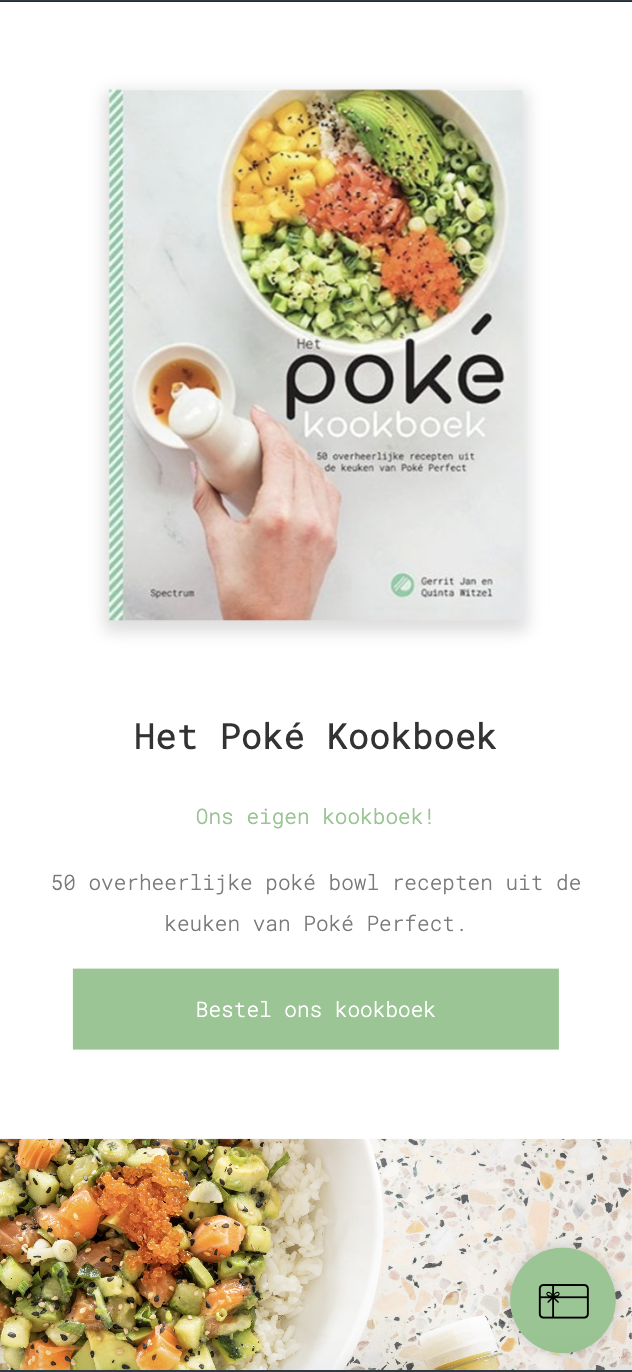 Het
poké
kookboek
50 overheerlijke recepten uit
de keuken van Poké Perfect
Spectrum
Gerrit Jan en
Quinta Witzel
Het Poké Kookboek
Ons eigen kookboek!
50 overheerlijke poké bowl recepten uit de
keuken van Poké Perfect.
Bestel ons kookboek